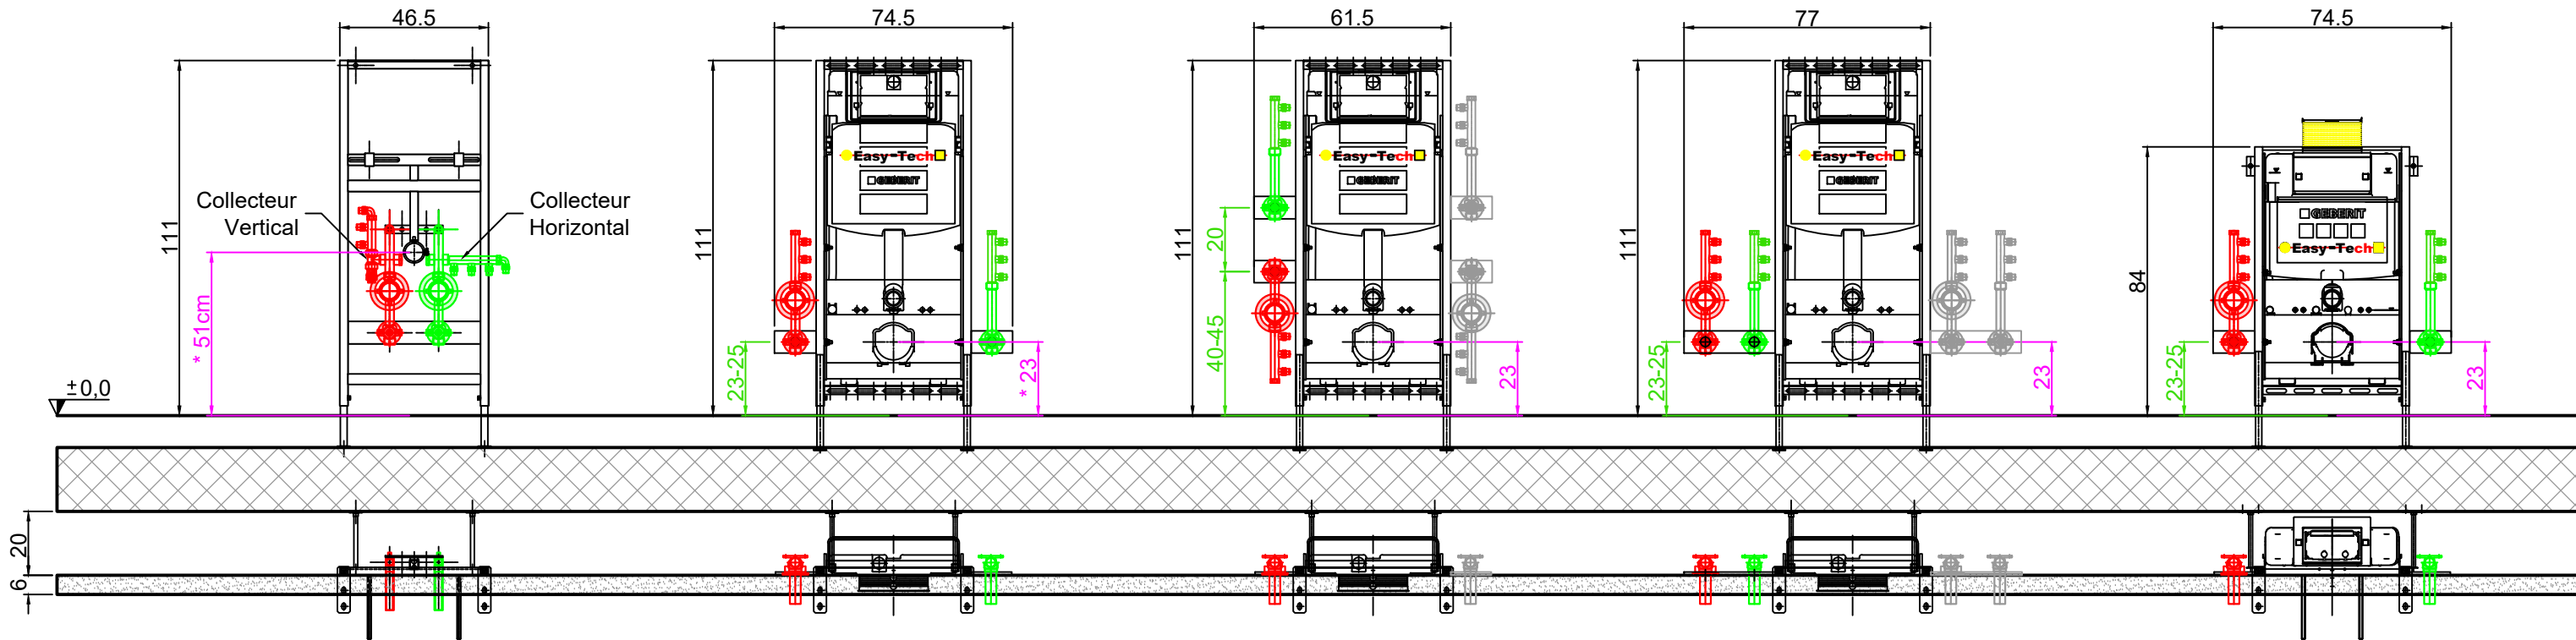 46.5
74.5
61.5
77
74.5
111
111
111
111
84
Collecteur
Vertical
Collecteur
Horizontal
* 51cm
±0,0
Easy-Tech
GEBERIT
23-25
* 23
Easy-Tech
GEBERIT
20
40-45
23
Easy-Tech
GEBERIT
23-25
23
GEBERIT
Easy-Tech
23-25
23
20
6